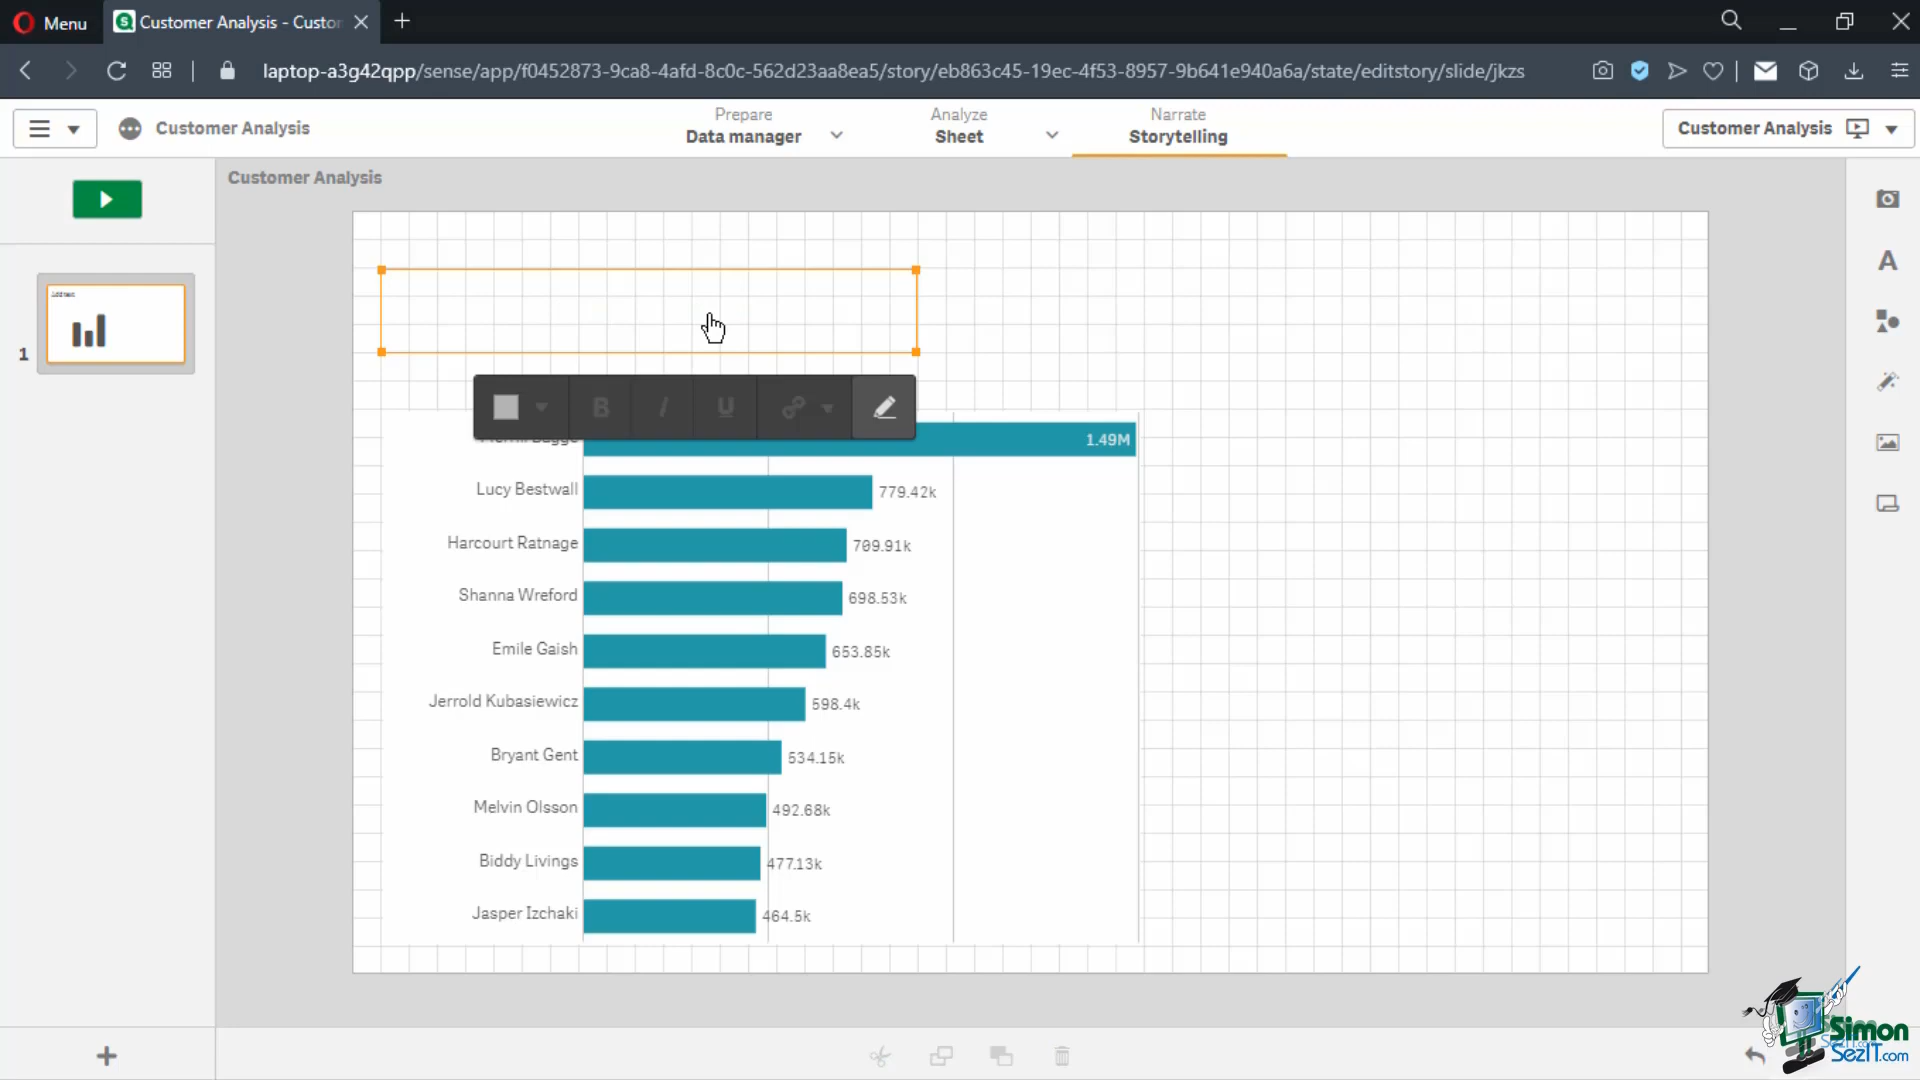 Menu
Customer Analysis - Custo
laptop-a3g42qpp/sense/app/f0452873-9ca8-4afd-8c0c-562d23aa8ea5/story/eb863c45-19ec-4f53-8957-9b641e940a6a/state/editstory/slide/jkzs
Customer Analysis
Prepare
Data manager
Analyze
Sheet
Narrate
Storytelling
Customer Analysis
Customer Analysis
1
B I U
1.49M
Lucy Bestwall 779.42k
Harcourt Ratnage 709.91k
Shanna Wreford 698.53k
Emile Gaish 653.85k
Jerrold Kubasiewicz 598.4k
Bryant Gent 534.15k
Melvin Olsson 492.68k
Biddy Livings 477.13k
Jasper Izchaki 464.5k
Simon
SezIT.com